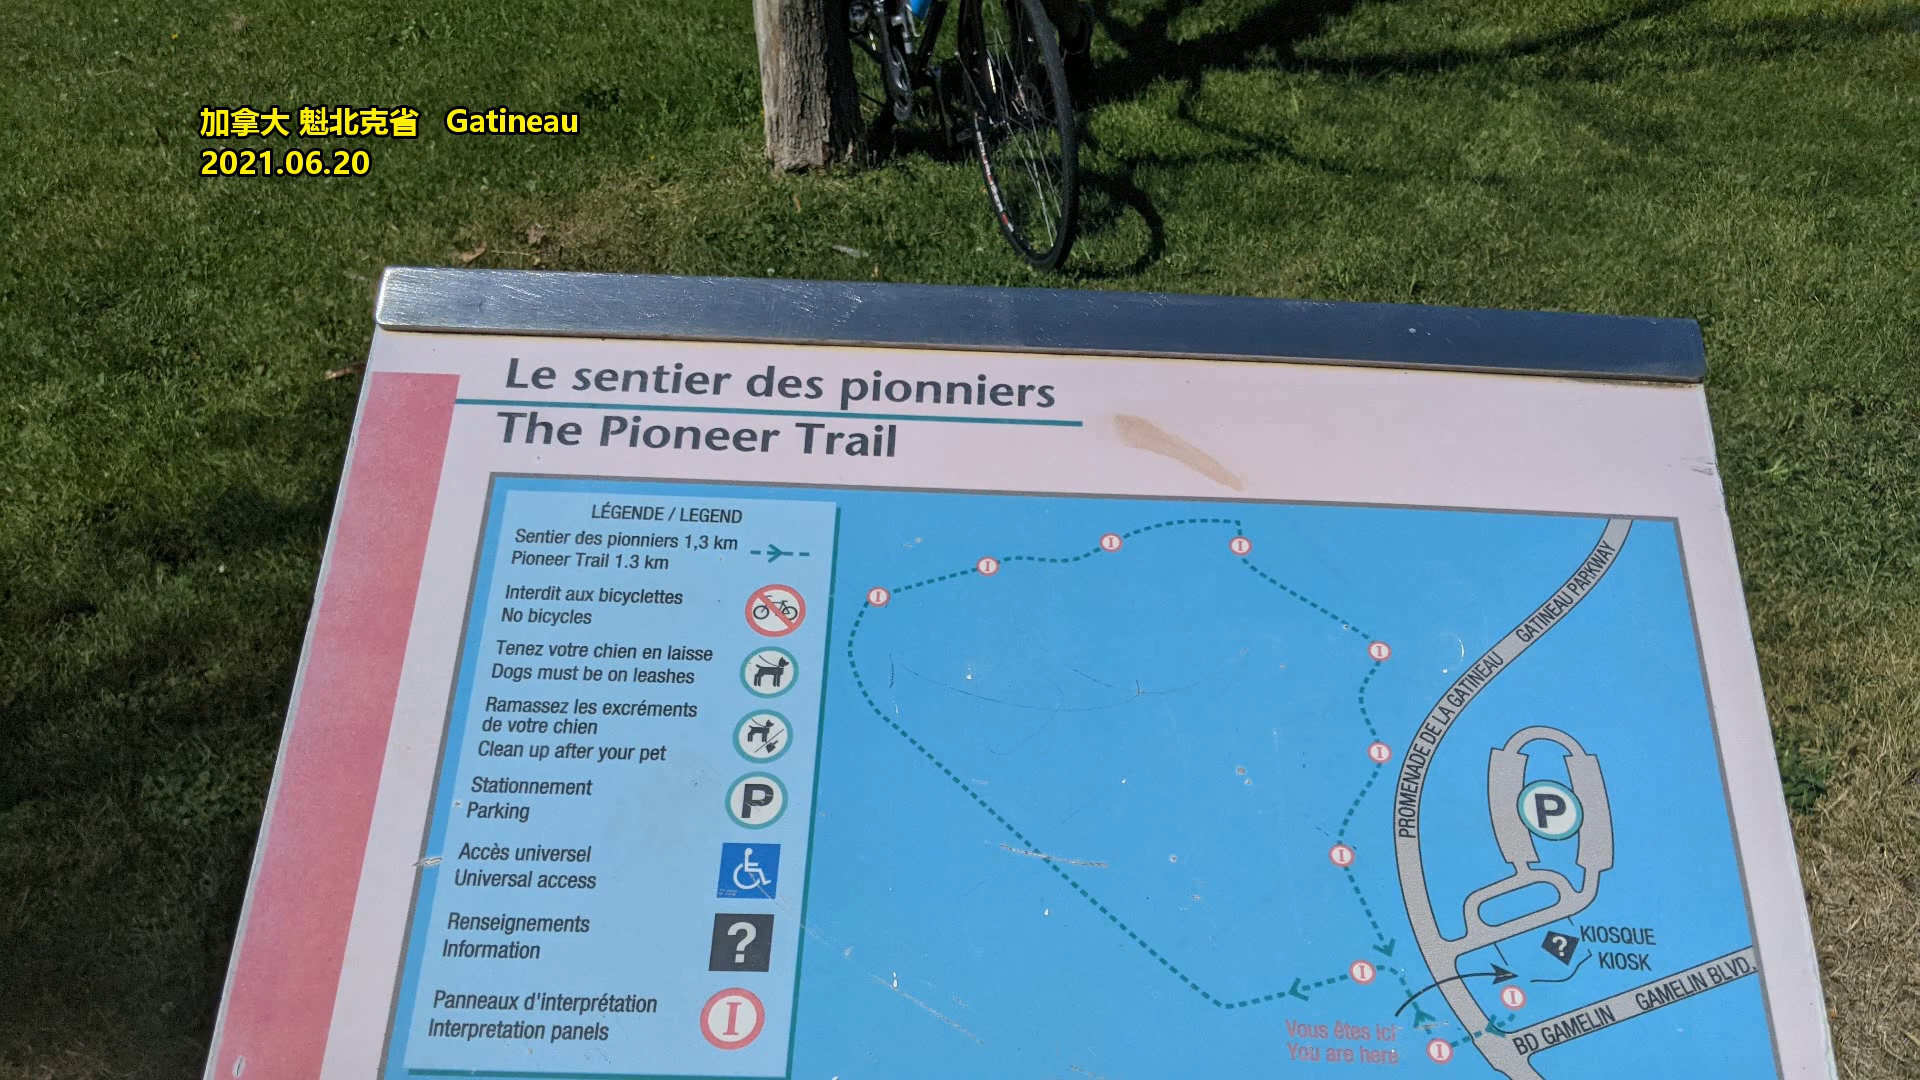 加拿大 魁北克省 Gatineau
2021.06.20
Le sentier des pionniers
The Pioneer Trail
LÉGENDE / LEGEND
Sentier des pionniers 1,3 km
Pioneer Trail 1.3 km
Interdit aux bicyclettes
No bicycles
Tenez votre chien en laisse
Dogs must be on leashes
Ramassez les excréments
de votre chien
Clean up after your pet
Stationnement
Parking
P
Accès universel
Universal access
Renseignements
Information
?
Panneaux d'interprétation
Interpretation panels
I
I
I
I
I
I
I
I
I
I
I
PROMENADE DE LA GATINEAU GATINEAU PARKWAY
P
?
KIOSQUE
KIOSK
BD GAMELIN GAMELIN BLVD.
Vous êtes ici
You are here